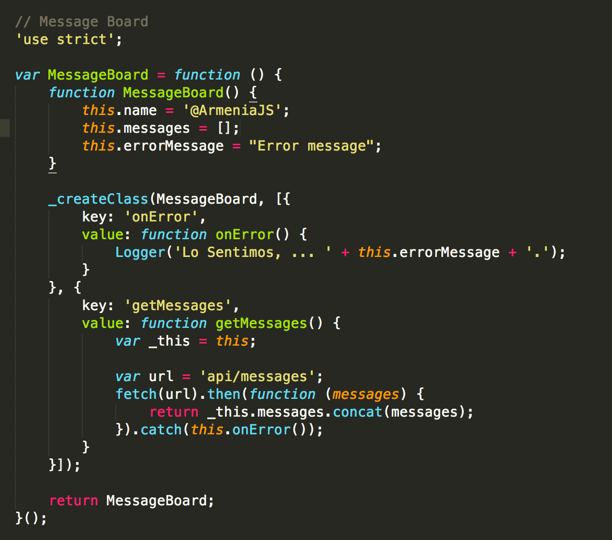 // Message Board
'use strict';
var MessageBoard = function () {
function MessageBoard() {
this.name = '@ArmeniaJS';
this.messages = [];
this.errorMessage = "Error message";
}
_createClass(MessageBoard, [{
key: 'onError',
value: function onError() {
Logger('Lo Sentimos, ... ' + this.errorMessage + '.');
}
}, {
key: 'getMessages',
value: function getMessages() {
var _this = this;
var url = 'api/messages';
fetch(url).then(function (messages) {
return _this.messages.concat(messages);
}).catch(this.onError());
}
}]);
return MessageBoard;
}();